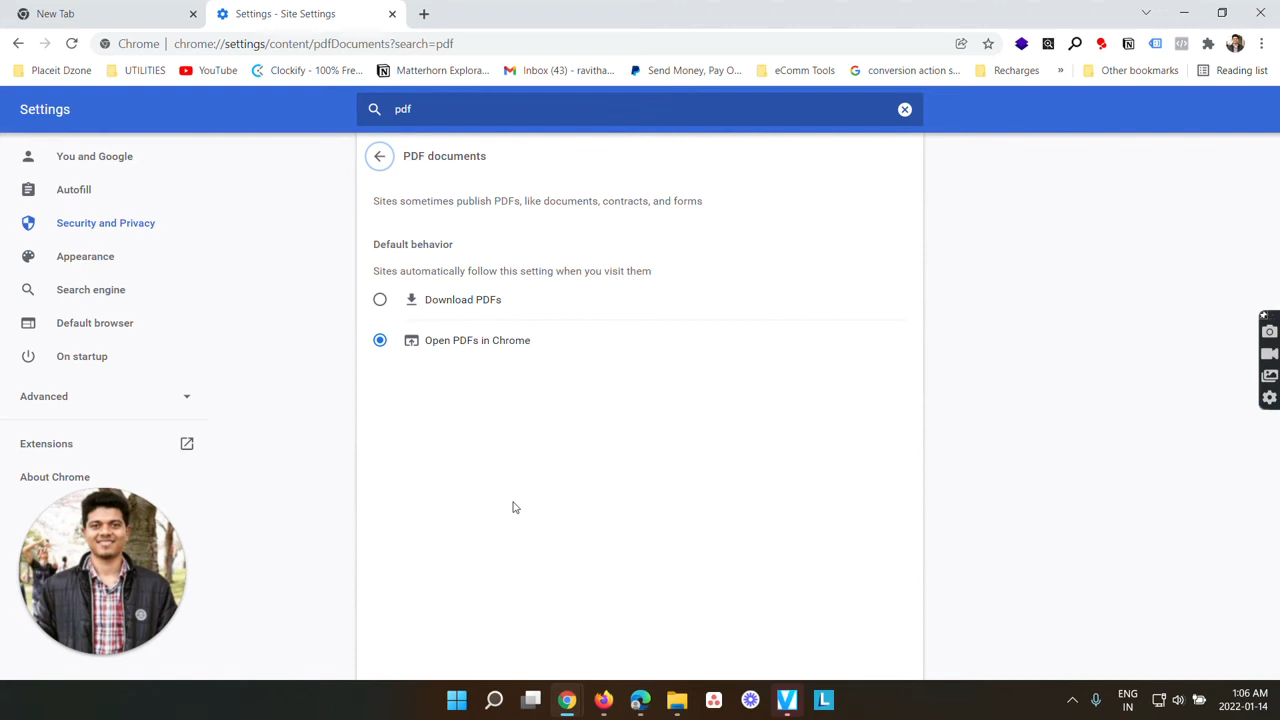 New Tab
Settings - Site Settings
Chrome
chrome://settings/content/pdfDocuments?search=pdf
Placeit Dzone
UTILITIES
YouTube
Clockify - 100% Fre...
Matterhorn Explora...
Inbox (43) - ravitha...
Send Money, Pay O...
eComm Tools
conversion action s...
Recharges
»
Other bookmarks
Reading list
Settings
pdf
You and Google
Autofill
Security and Privacy
Appearance
Search engine
Default browser
On startup
Advanced
Extensions
About Chrome
PDF documents
Sites sometimes publish PDFs, like documents, contracts, and forms
Default behavior
Sites automatically follow this setting when you visit them
Download PDFs
Open PDFs in Chrome
ENG
IN
1:06 AM
2022-01-14